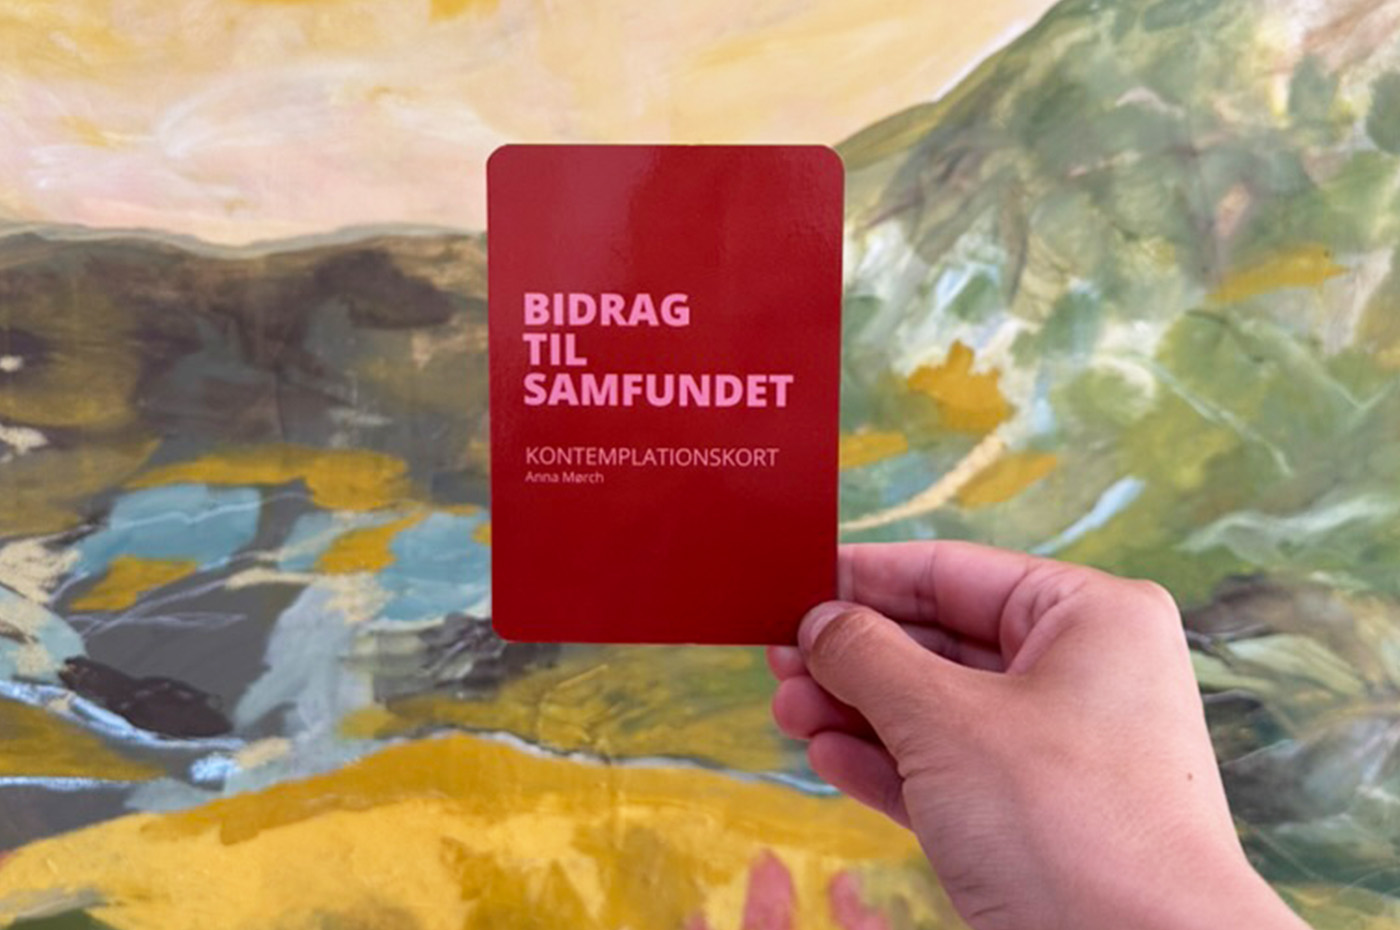 BIDRAG
TIL
SAMFUNDET
KONTEMPLATIONSKORT
Anna Mørch